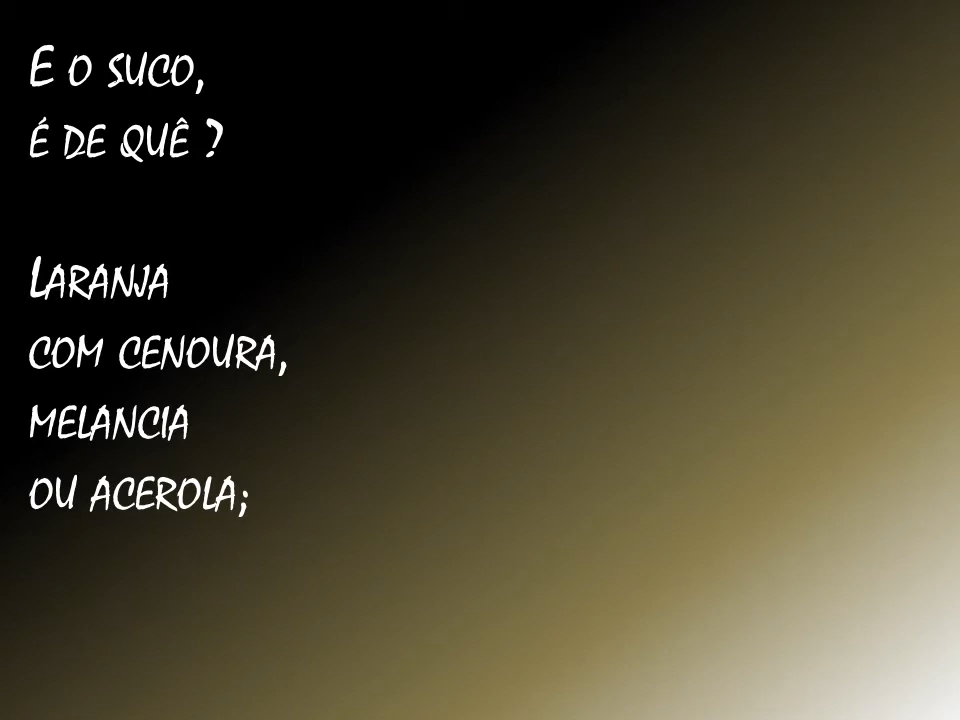 E O SUCO,
É DE QUÊ ?
LARANJA
COM CENOURA,
MELANCIA
OU ACEROLA;